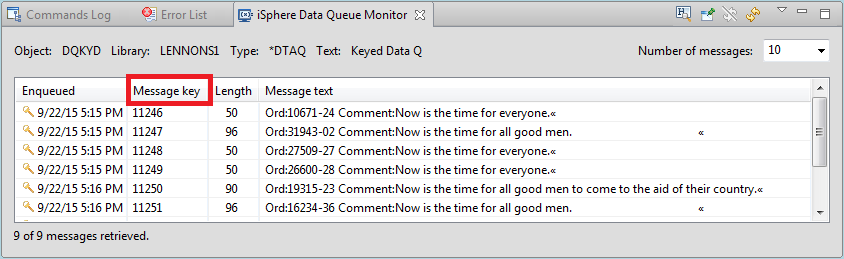 Commands Log Error List iSphere Data Queue Monitor
Object: DQKYD Library: LENNONS1 Type: *DTAQ Text: Keyed Data Q Number of messages: 10
Enqueued Message key Length Message text
9/22/15 5:15 PM 11246 50 Ord:10671-24 Comment:Now is the time for everyone.«
9/22/15 5:15 PM 11247 96 Ord:31943-02 Comment:Now is the time for all good men. «
9/22/15 5:15 PM 11248 50 Ord:27509-27 Comment:Now is the time for everyone.«
9/22/15 5:15 PM 11249 50 Ord:26600-28 Comment:Now is the time for everyone.«
9/22/15 5:16 PM 11250 90 Ord:19315-23 Comment:Now is the time for all good men to come to the aid of their country.«
9/22/15 5:16 PM 11251 96 Ord:16234-36 Comment:Now is the time for all good men. «
9 of 9 messages retrieved.